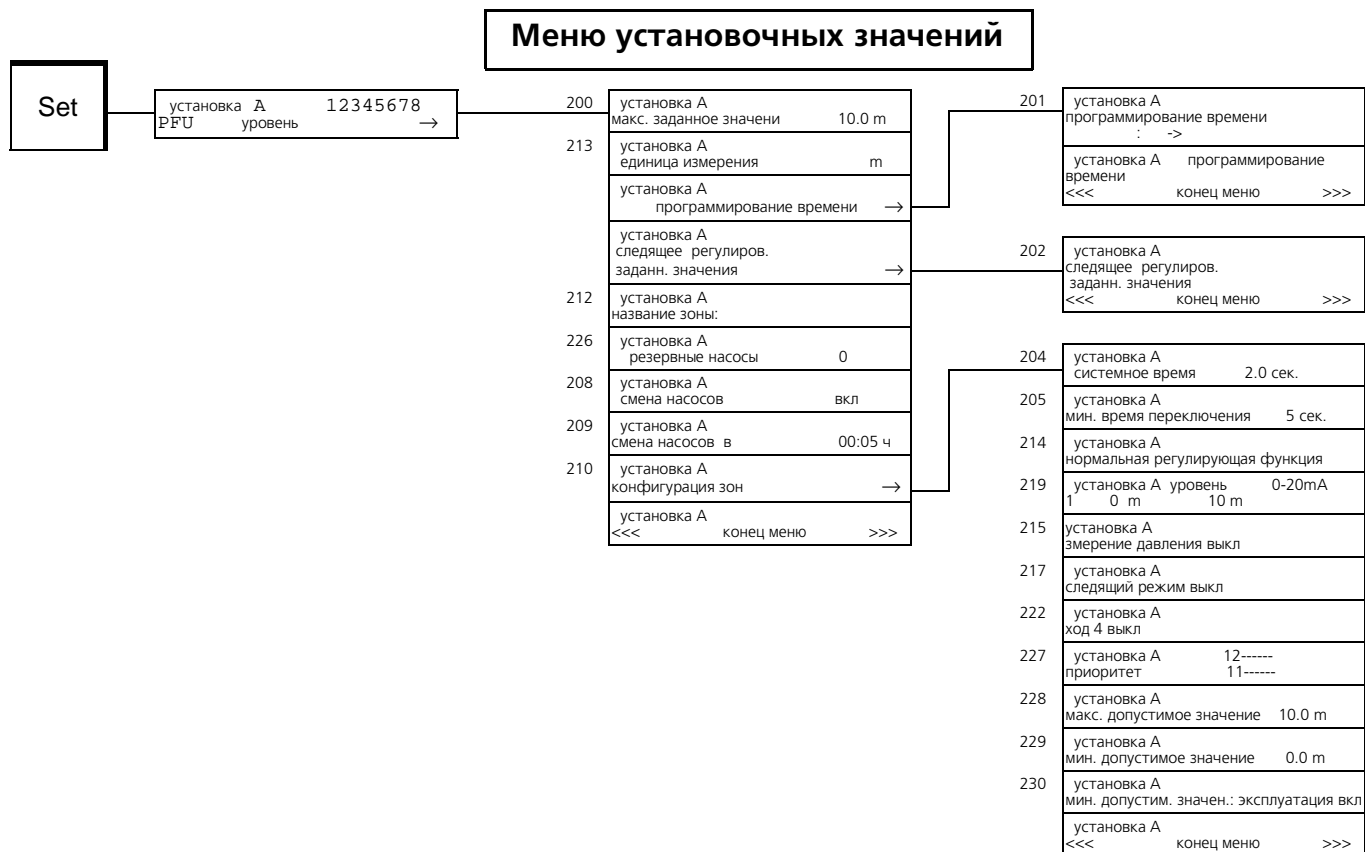 Меню установочных значений
Set
установка A 12345678
PFU уровень →
200
установка А
макс. заданное значени 10.0 m
213
установка А
единица измерения m
установка А
программирование времени →
установка А
следящее регулиров.
заданн. значения →
212
установка А
название зоны:
226
установка А
резервные насосы 0
208
установка А
смена насосов вкл
209
установка А
смена насосов в 00:05 ч
210
установка А
конфигурация зон →
установка А
<<< конец меню >>>
201
установка А
программирование времени
: ->
установка А программирование
времени
<<< конец меню >>>
202
установка А
следящее регулиров.
заданн. значения
<<< конец меню >>>
204
установка А
системное время 2.0 сек.
205
установка А
мин. время переключения 5 сек.
214
установка А
нормальная регулирующая функция
219
установка А уровень 0-20mA
1 0 m 10 m
215
установка А
змерение давления выкл
217
установка А
следящий режим выкл
222
установка А
ход 4 выкл
227
установка А 12------
приоритет 11------
228
установка А
макс. допустимое значение 10.0 m
229
установка А
мин. допустимое значение 0.0 m
230
установка А
мин. допустим. значен.: эксплуатация вкл
установка А
<<< конец меню >>>